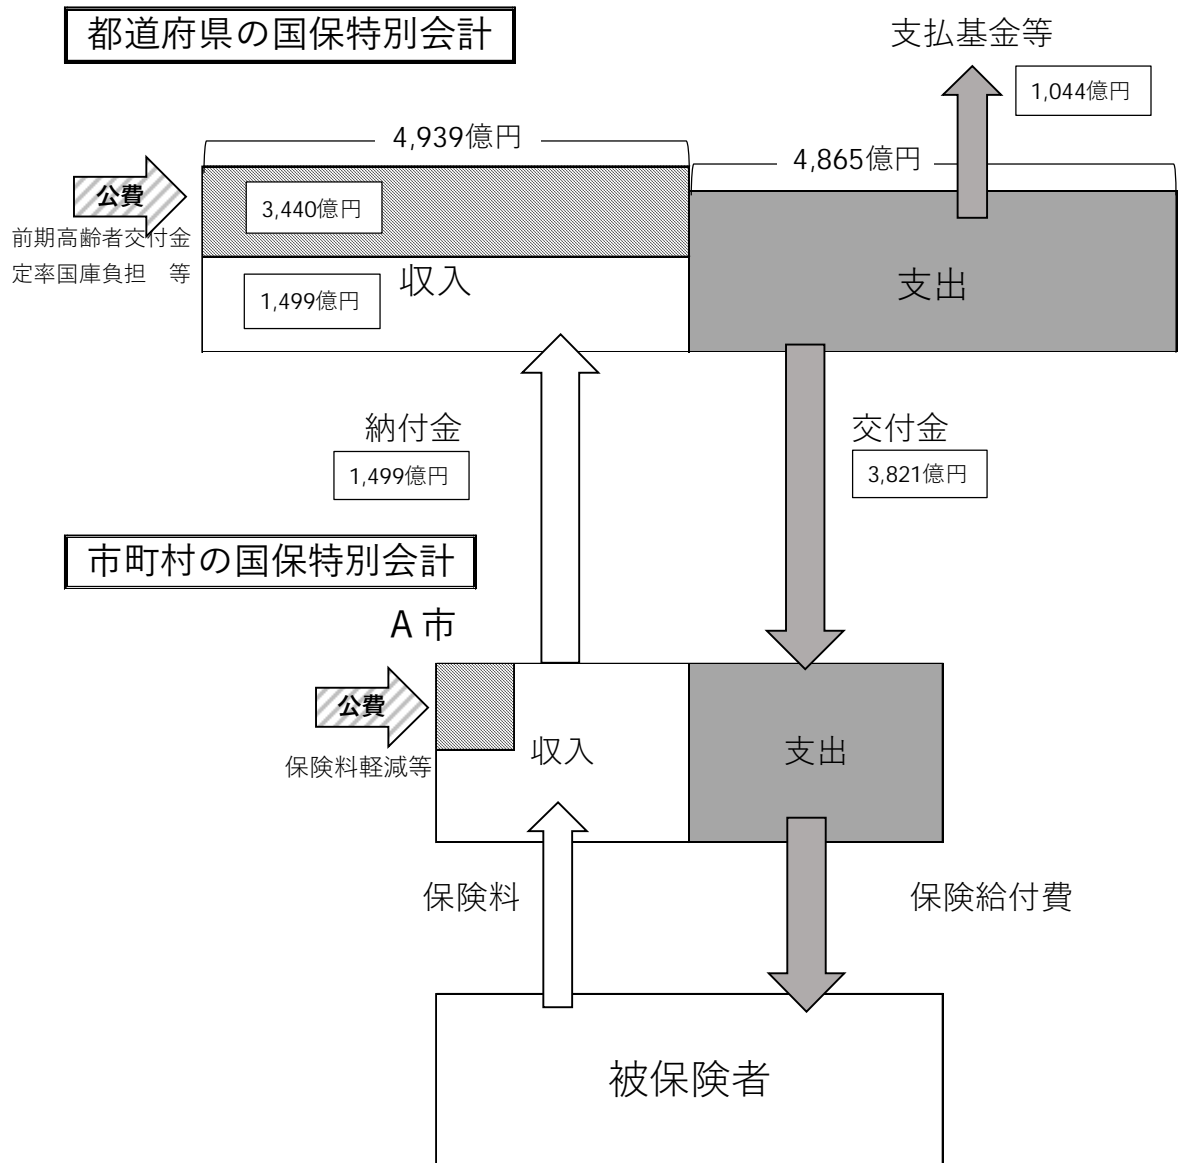 都道府県の国保特別会計
支払基金等
1,044億円
4,939億円
4,865億円
公費
3,440億円
前期高齢者交付金
定率国庫負担　等
収入
1,499億円
支出
納付金
1,499億円
交付金
3,821億円
市町村の国保特別会計
A 市
公費
保険料軽減等
収入
支出
保険料
保険給付費
被保険者